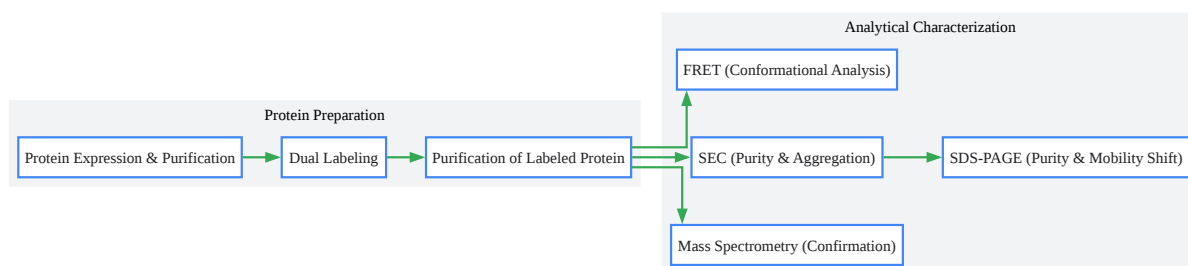 Protein Preparation
Protein Expression & Purification
Dual Labeling
Purification of Labeled Protein
Analytical Characterization
FRET (Conformational Analysis)
SEC (Purity & Aggregation)
SDS-PAGE (Purity & Mobility Shift)
Mass Spectrometry (Confirmation)